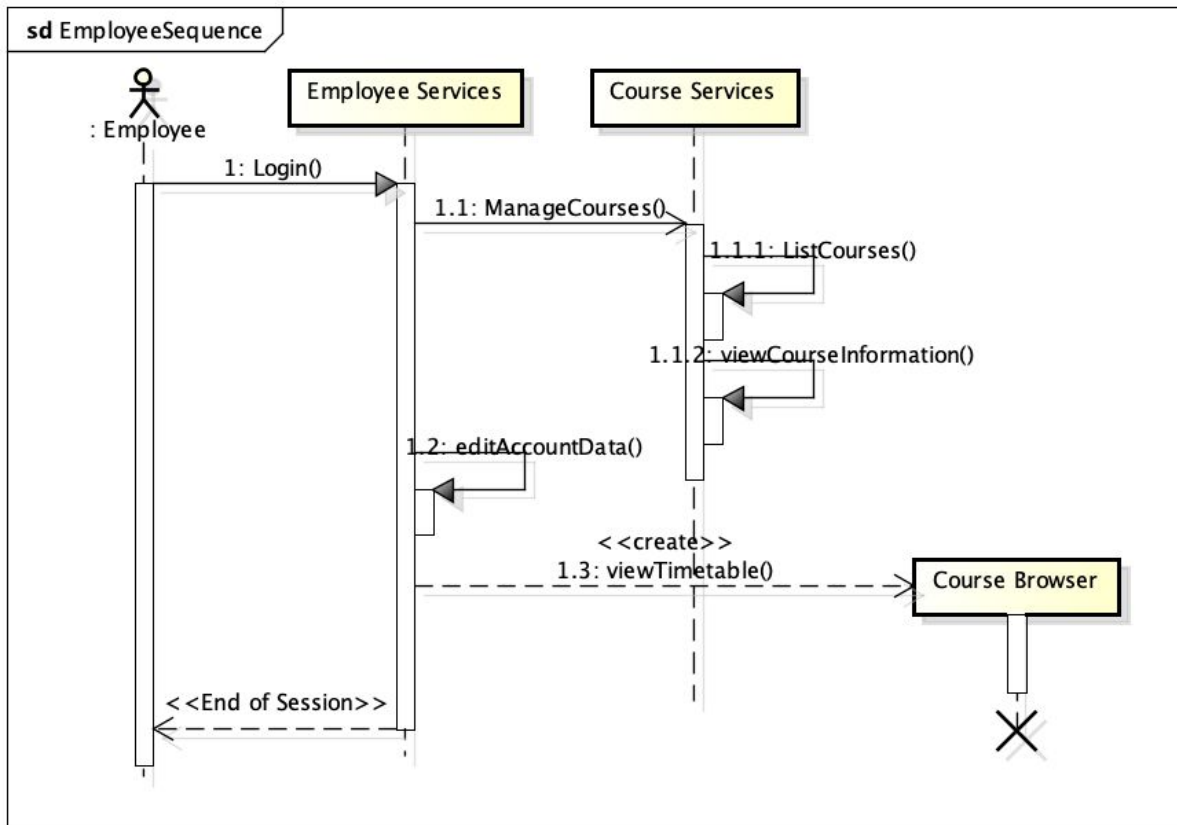 sd EmployeeSequence
: Employee
Employee Services
Course Services
1: Login()
1.1: ManageCourses()
1.1.1: ListCourses()
1.1.2: viewCourseInformation()
1.2: editAccountData()
<<create>>
1.3: viewTimetable()
Course Browser
<<End of Session>>